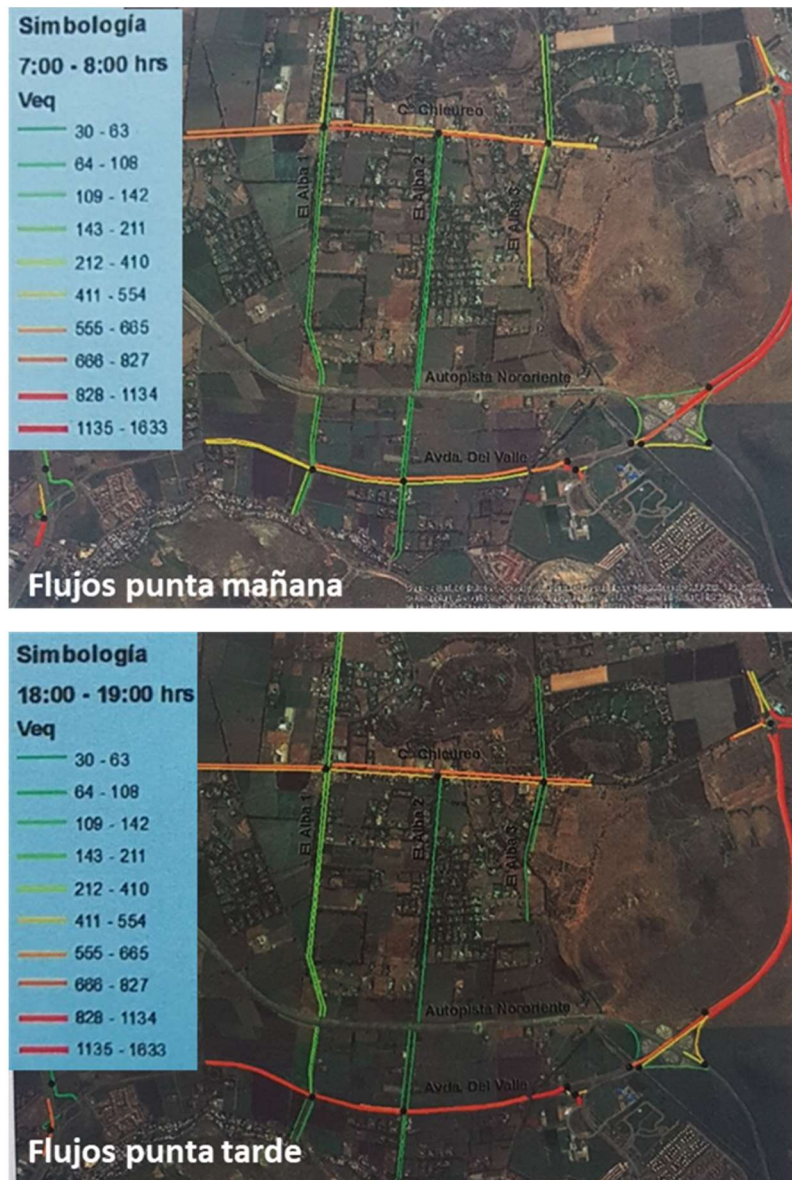 Simbología
7:00 - 8:00 hrs
Veq
30 - 63
64 - 108
109 - 142
143 - 211
212 - 410
411 - 554
555 - 665
666 - 827
828 - 1134
1135 - 1633
C. Chicureo
El Alba 1
El Alba 2
El Alba 3
Autopista Nororiente
Avda. Del Valle
Flujos punta mañana
Simbología
18:00 - 19:00 hrs
Veq
30 - 63
64 - 108
109 - 142
143 - 211
212 - 410
411 - 554
555 - 665
666 - 827
828 - 1134
1135 - 1633
C. Chicureo
El Alba 1
El Alba 2
El Alba 3
Autopista Nororiente
Avda. Del Valle
Flujos punta tarde